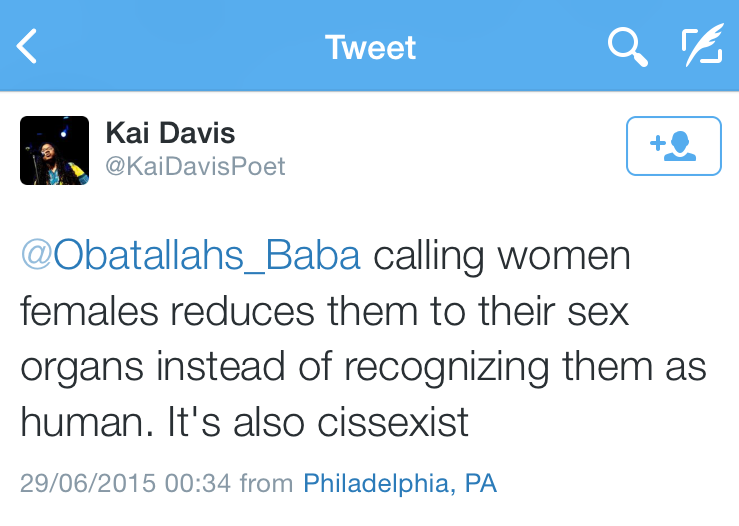 Tweet
Kai Davis
@KaiDavisPoet
@Obatallahs_Baba calling women
females reduces them to their sex
organs instead of recognizing them as
human. It's also cissexist
29/06/2015 00:34 from Philadelphia, PA